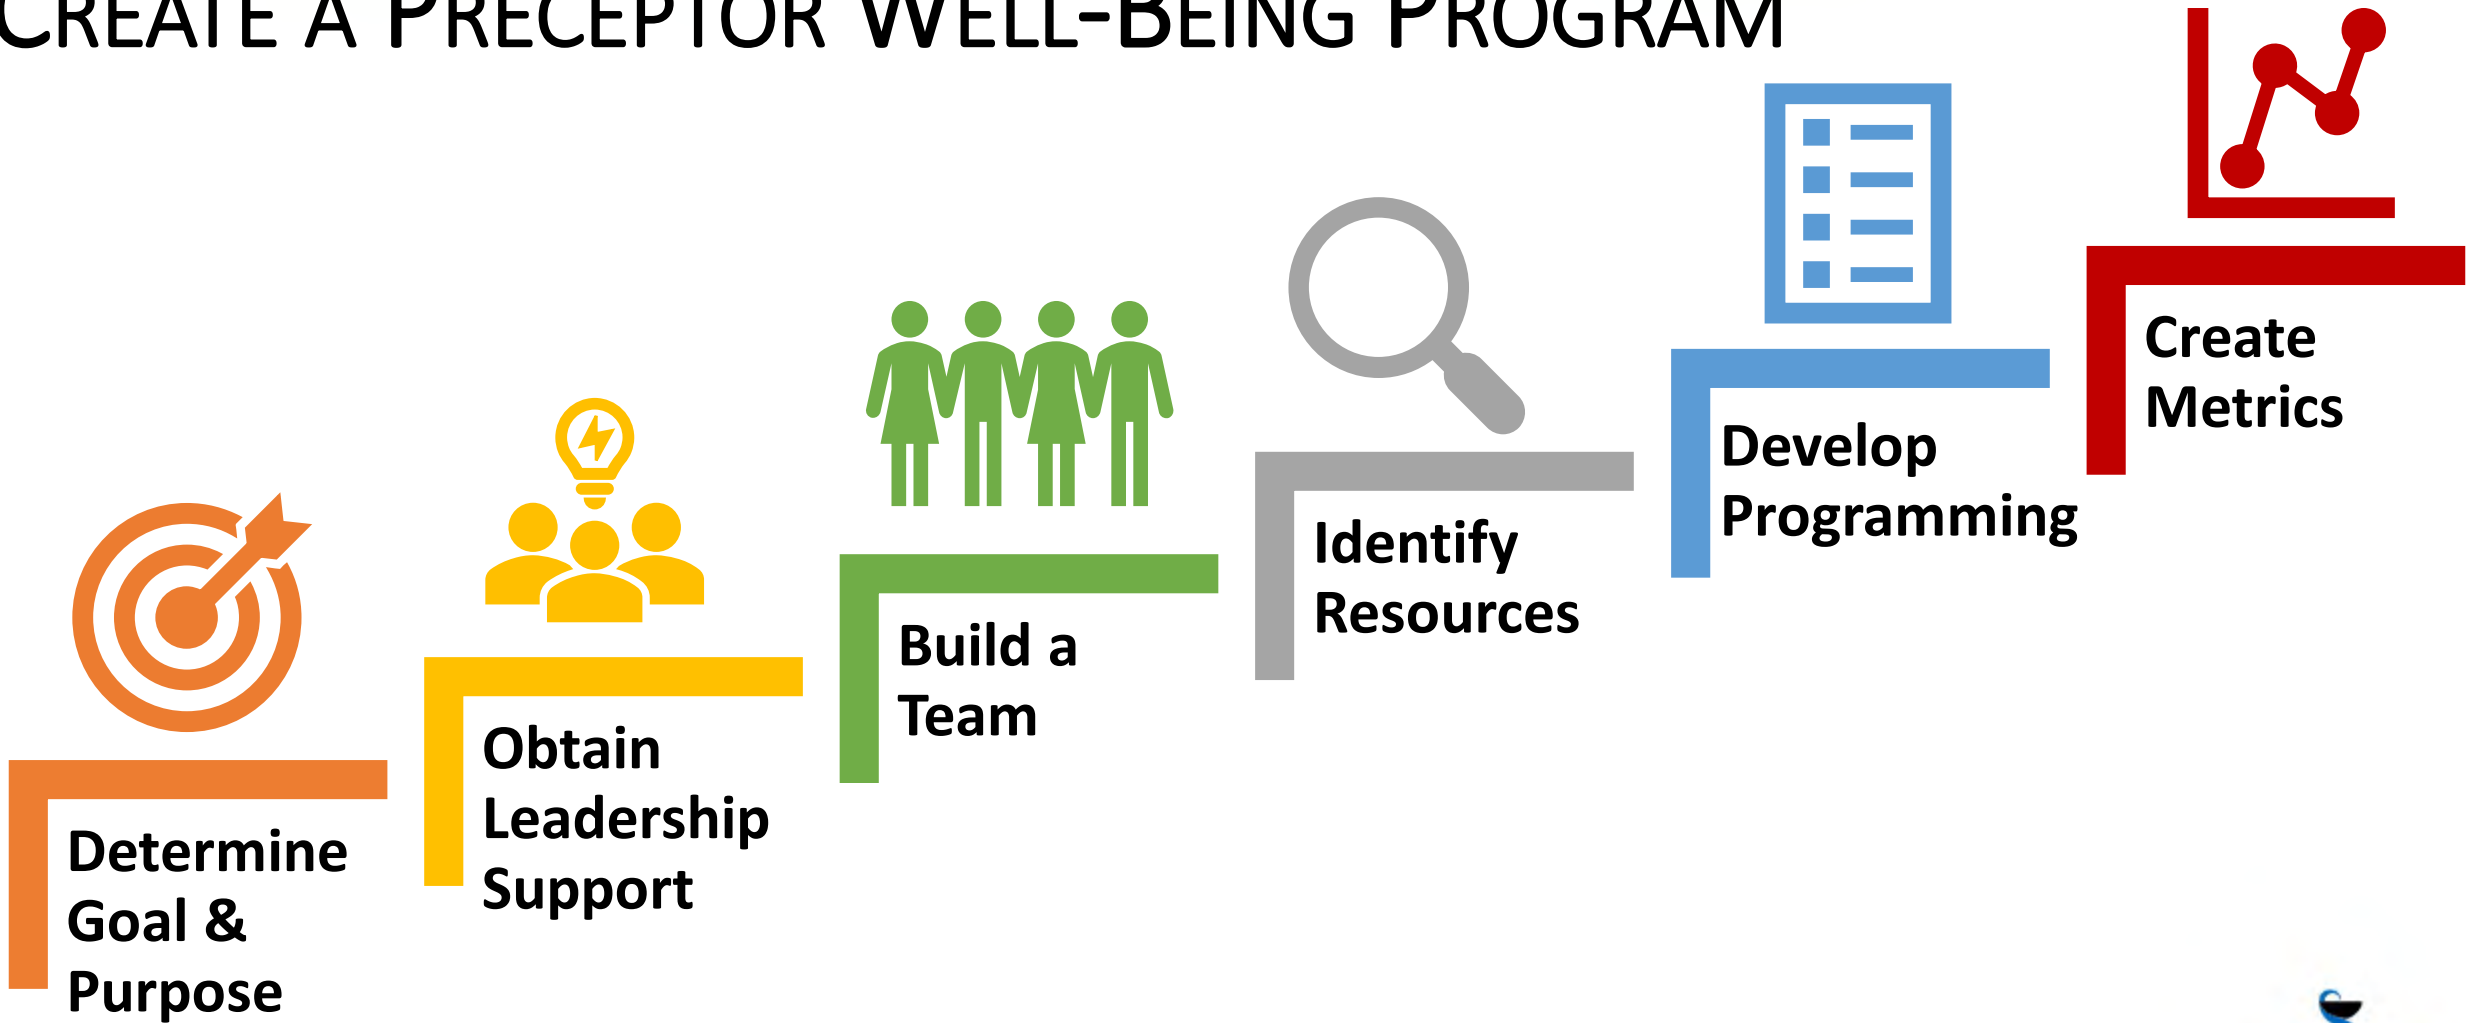 CREATE A PRECEPTOR WELL-BEING PROGRAM
Determine
Goal &
Purpose
Obtain
Leadership
Support
Build a
Team
Identify
Resources
Develop
Programming
Create
Metrics